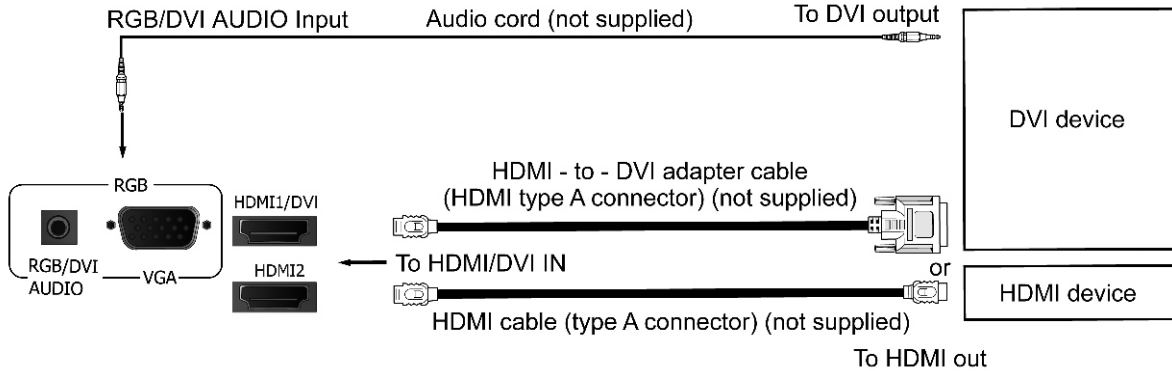 RGB/DVI AUDIO Input
Audio cord (not supplied)
To DVI output
DVI device
RGB
HDMI - to - DVI adapter cable
(HDMI type A connector) (not supplied)
HDMI1/DVI
RGB/DVI
AUDIO
VGA
HDMI2
To HDMI/DVI IN
or
HDMI device
HDMI cable (type A connector) (not supplied)
To HDMI out